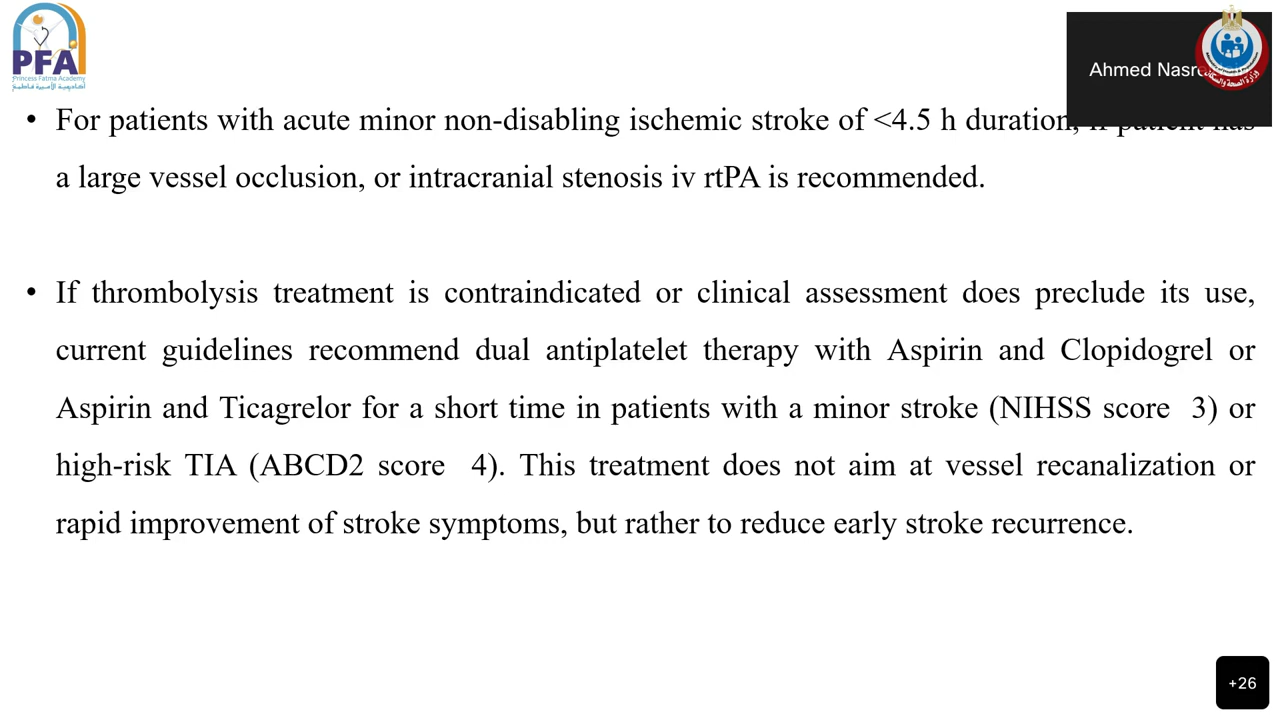 PFA
Princess Fatma Academy
أكاديمية الأميرة فاطمة
Ahmed
وزارة الصحة والسكان
• For patients with acute minor non-disabling ischemic stroke of <4.5 h duration, if patient has
a large vessel occlusion, or intracranial stenosis iv rtPA is recommended.
• If thrombolysis treatment is contraindicated or clinical assessment does preclude its use,
current guidelines recommend dual antiplatelet therapy with Aspirin and Clopidogrel or
Aspirin and Ticagrelor for a short time in patients with a minor stroke (NIHSS score 3) or
high-risk TIA (ABCD2 score 4). This treatment does not aim at vessel recanalization or
rapid improvement of stroke symptoms, but rather to reduce early stroke recurrence.
+26